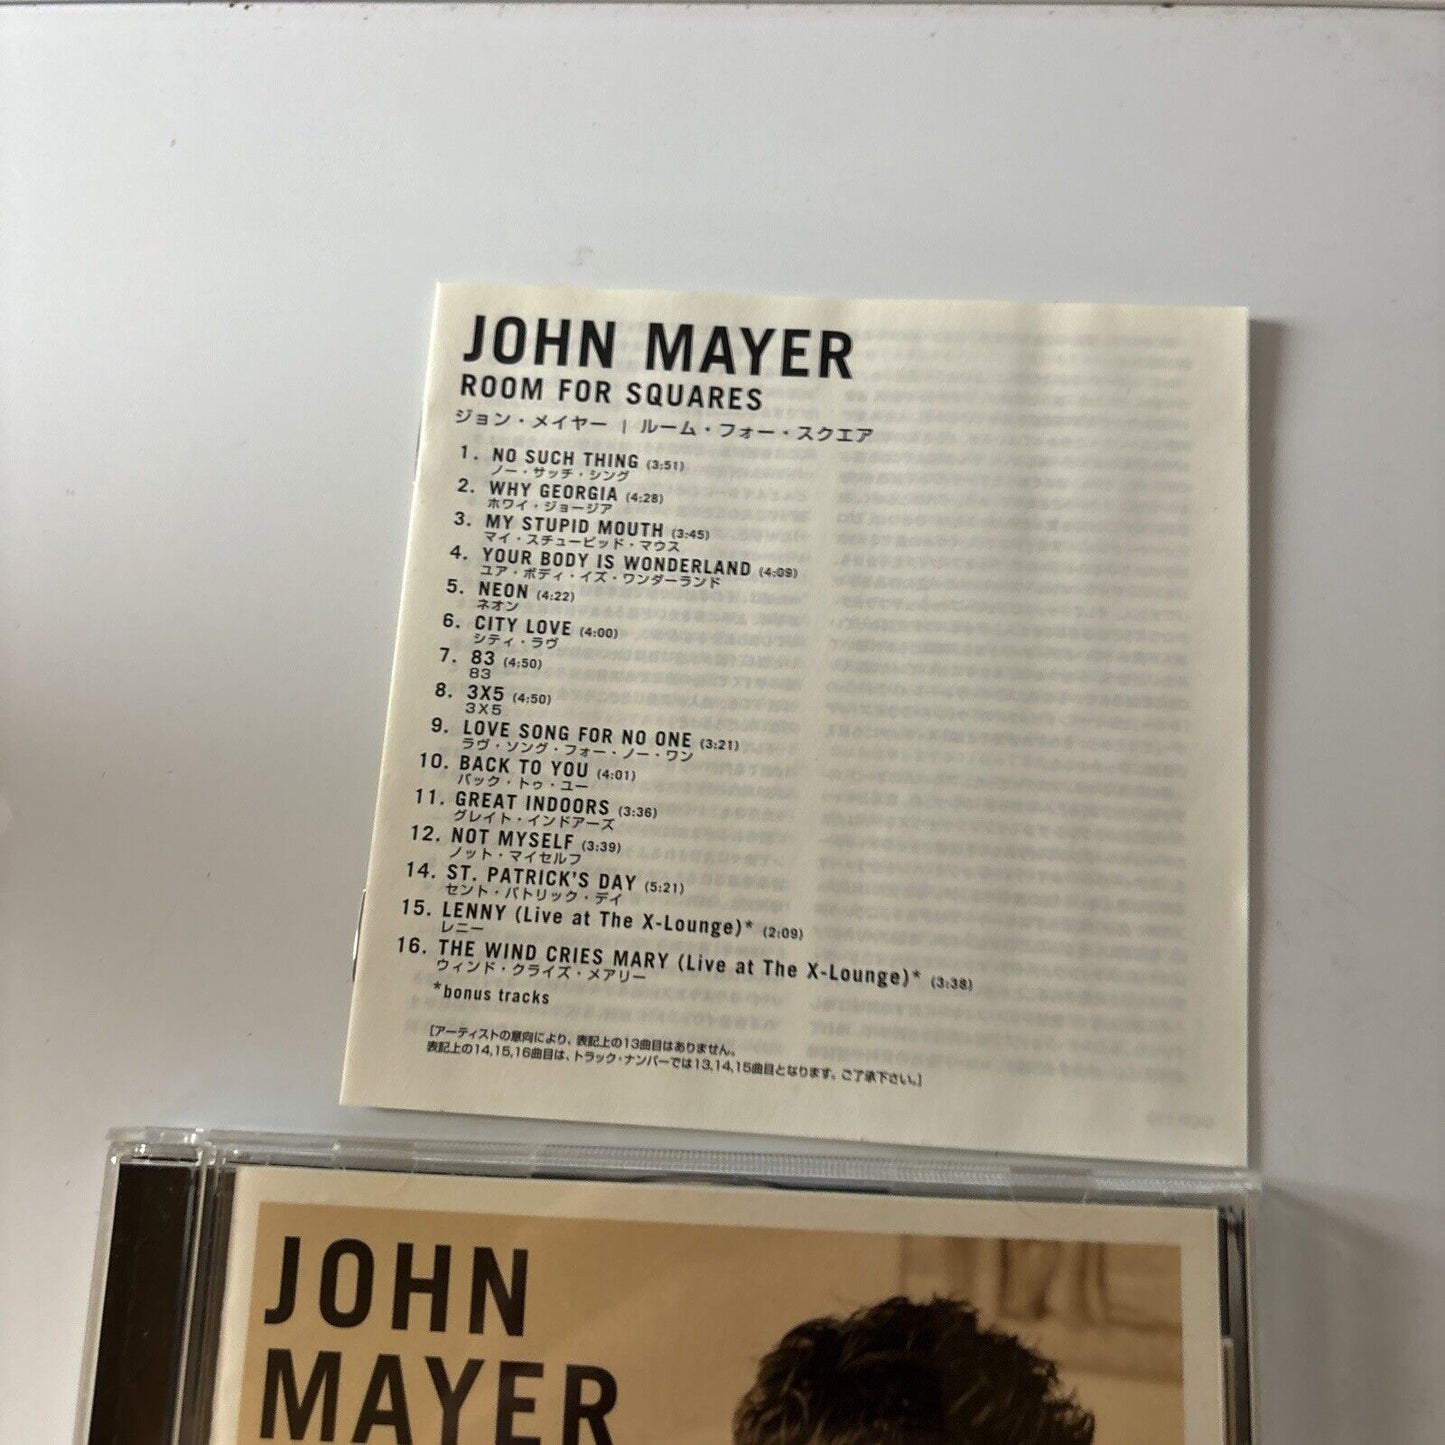 JOHN MAYER
ROOM FOR SQUARES
ジョン・メイヤー | ルーム・フォー・スクエア
1. NO SUCH THING (3:51)
ノー・サッチ・シング
2. WHY GEORGIA (4:28)
ホワイ・ジョージア
3. MY STUPID MOUTH (3:45)
マイ・スチューピッド・マウス
4. YOUR BODY IS WONDERLAND (4:09)
ユア・ボディ・イズ・ワンダーランド
5. NEON (4:22)
ネオン
6. CITY LOVE (4:00)
シティ・ラヴ
7. 83 (4:50)
83
8. 3X5 (4:50)
3X5
9. LOVE SONG FOR NO ONE (3:21)
ラヴ・ソング・フォー・ノー・ワン
10. BACK TO YOU (4:01)
バック・トゥ・ユー
11. GREAT INDOORS (3:36)
グレイト・インドアーズ
12. NOT MYSELF (3:39)
ノット・マイセルフ
14. ST. PATRICK'S DAY (5:21)
セント・パトリック・デイ
15. LENNY (Live at The X-Lounge)* (2:09)
レニー
16. THE WIND CRIES MARY (Live at The X-Lounge)* (3:38)
ウィンド・クライズ・メアリー
*bonus tracks
[アーティストの意向により、表記上の13曲目はありません。
表記上の14,15,16曲目は、トラック・ナンバーでは13,14,15曲目となります。ご了承下さい。]
JOHN
MAYER